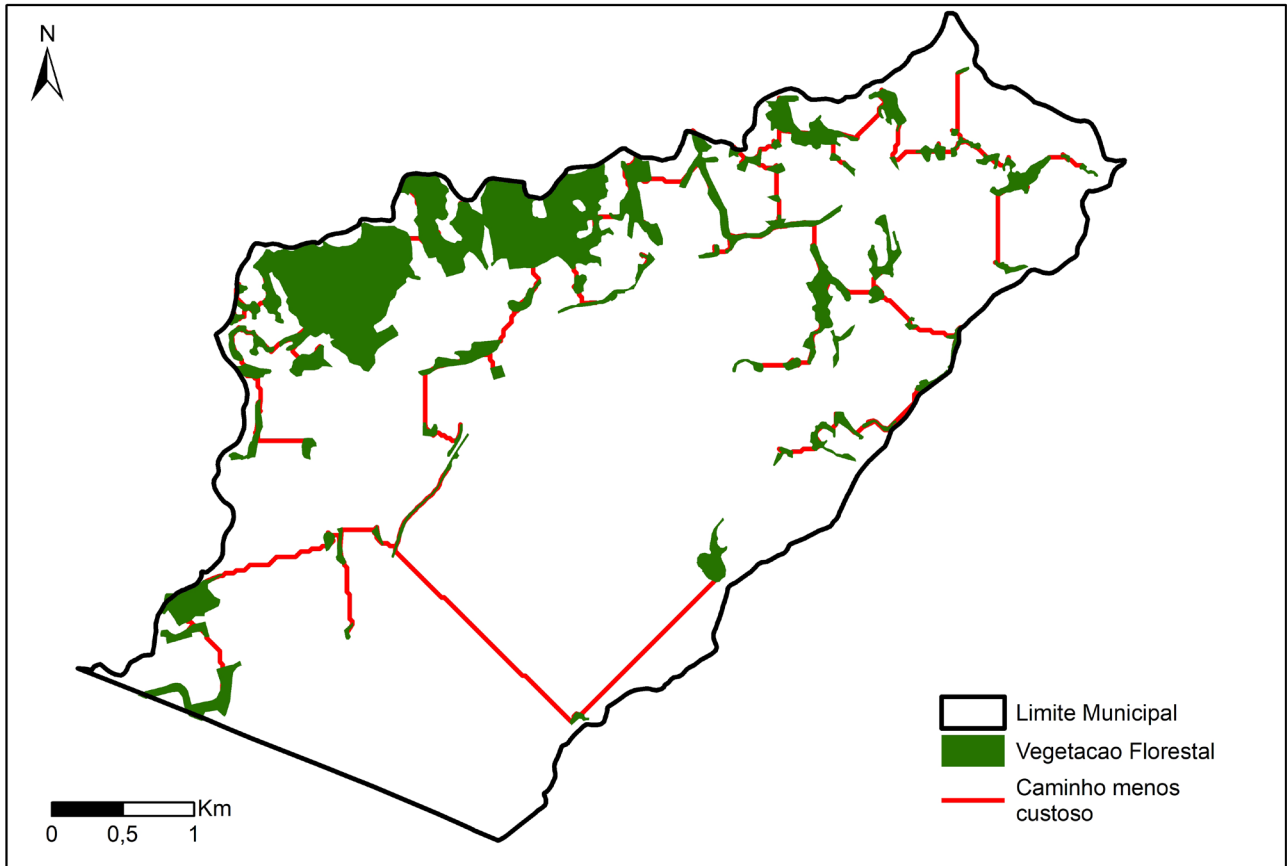 N
Limite Municipal
Vegetacao Florestal
Caminho menos
custoso
Km
0 0,5 1